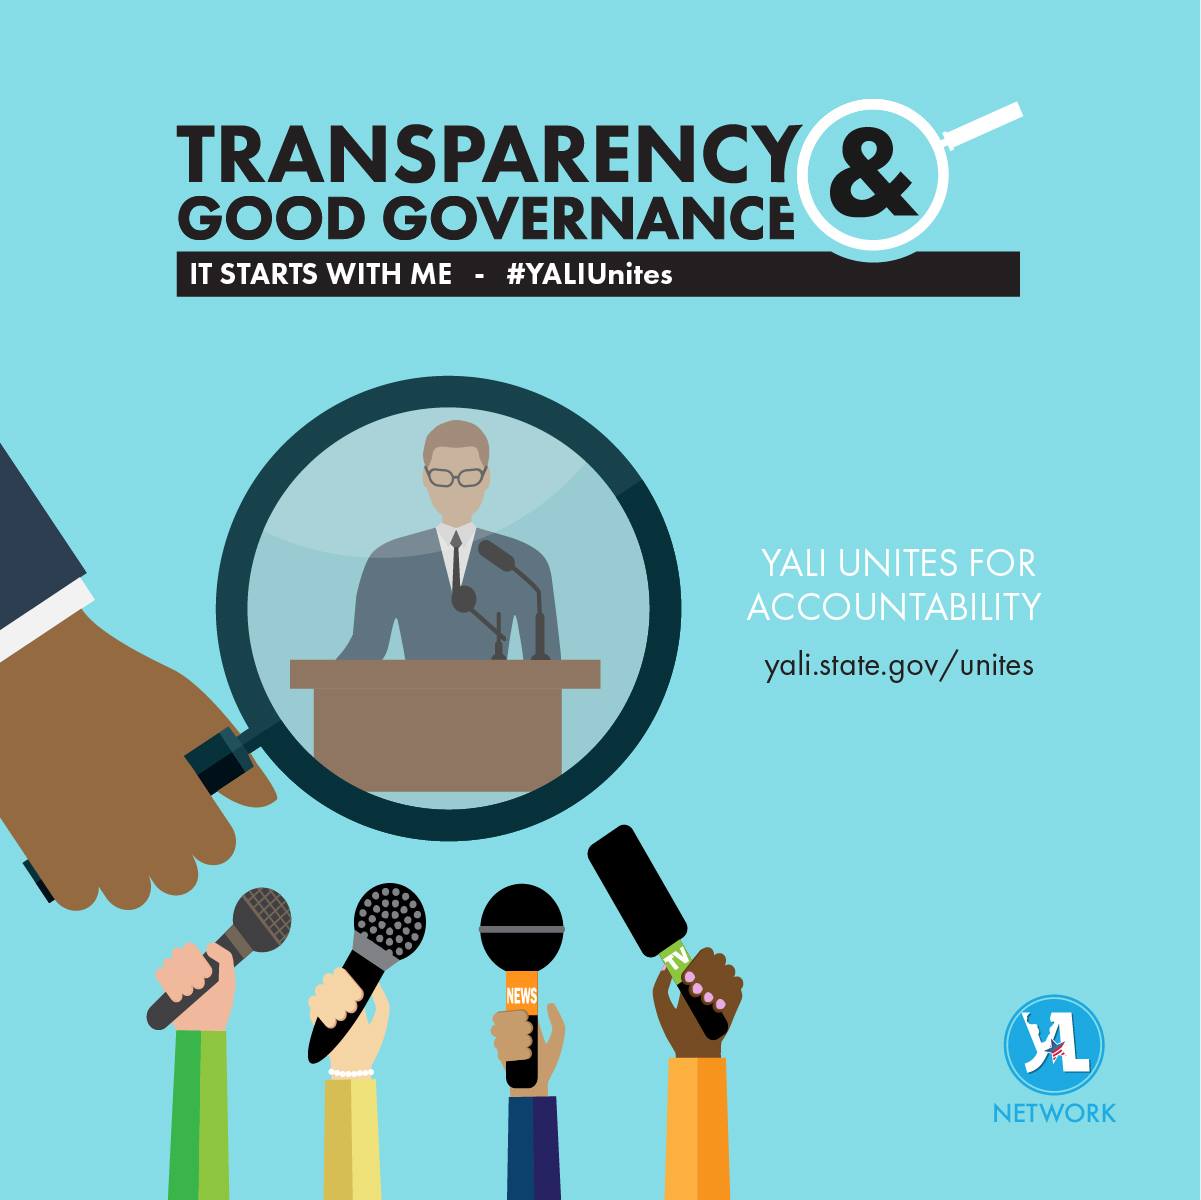 TRANSPARENCY &
GOOD GOVERNANCE
IT STARTS WITH ME - #YALIUnites
YALI UNITES FOR
ACCOUNTABILITY
yali.state.gov/unites
NEWS
TV
YAL
NETWORK